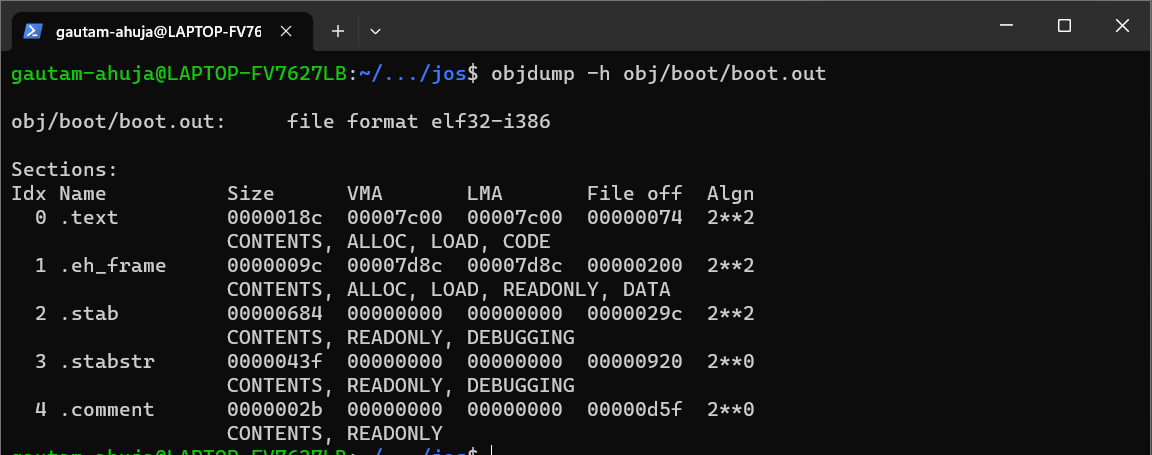 gautam-ahuja@LAPTOP-FV76
gautam-ahuja@LAPTOP-FV7627LB:~/.../jos$ objdump -h obj/boot/boot.out
obj/boot/boot.out:     file format elf32-i386
Sections:
Idx Name          Size      VMA       LMA       File off  Algn
  0 .text         0000018c  00007c00  00007c00  00000074  2**2
                  CONTENTS, ALLOC, LOAD, CODE
  1 .eh_frame     0000009c  00007d8c  00007d8c  00000200  2**2
                  CONTENTS, ALLOC, LOAD, READONLY, DATA
  2 .stab         00000684  00000000  00000000  0000029c  2**2
                  CONTENTS, READONLY, DEBUGGING
  3 .stabstr      0000043f  00000000  00000000  00000920  2**0
                  CONTENTS, READONLY, DEBUGGING
  4 .comment      0000002b  00000000  00000000  00000d5f  2**0
                  CONTENTS, READONLY
gautam-ahuja@LAPTOP-FV7627LB:~/.../jos$